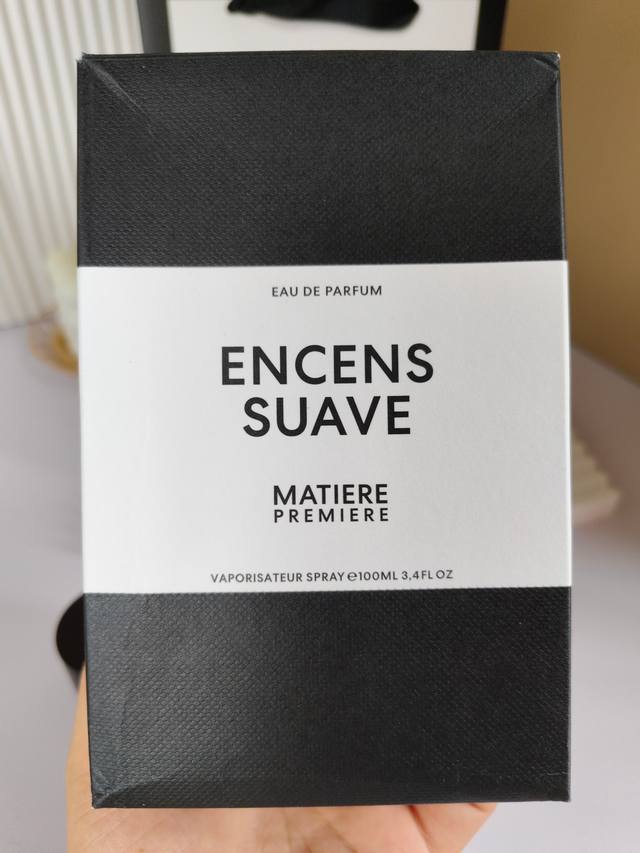 EAU DE PARFUM
ENCENS
SUAVE
MATIERE
PREMIERE
VAPORISATEUR SPRAY ℮100ML 3,4FL OZ